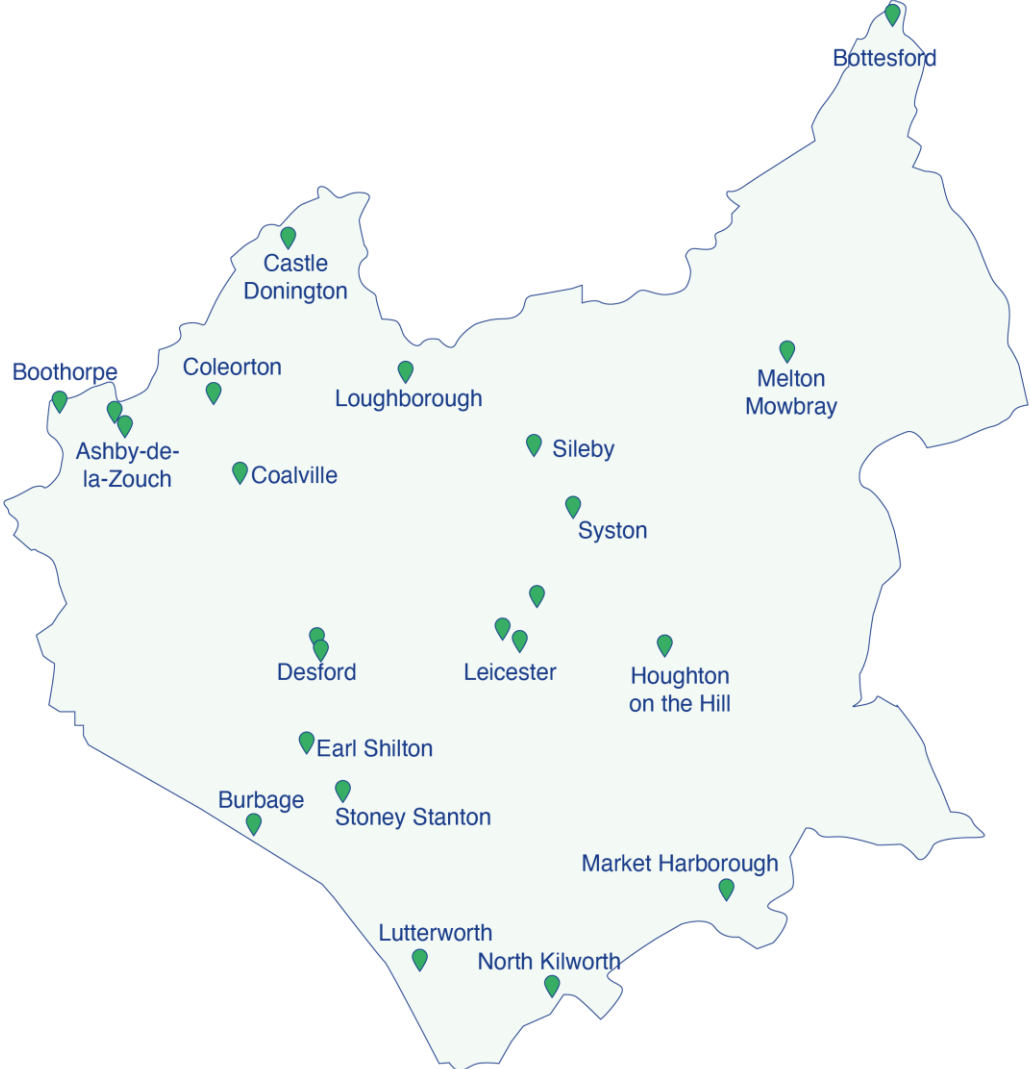 Bottesford
Castle
Donington
Boothorpe
Coleorton
Loughborough
Melton
Mowbray
Ashby-de-
la-Zouch
Coalville
Sileby
Syston
Desford
Leicester
Houghton
on the Hill
Earl Shilton
Burbage
Stoney Stanton
Market Harborough
Lutterworth
North Kilworth